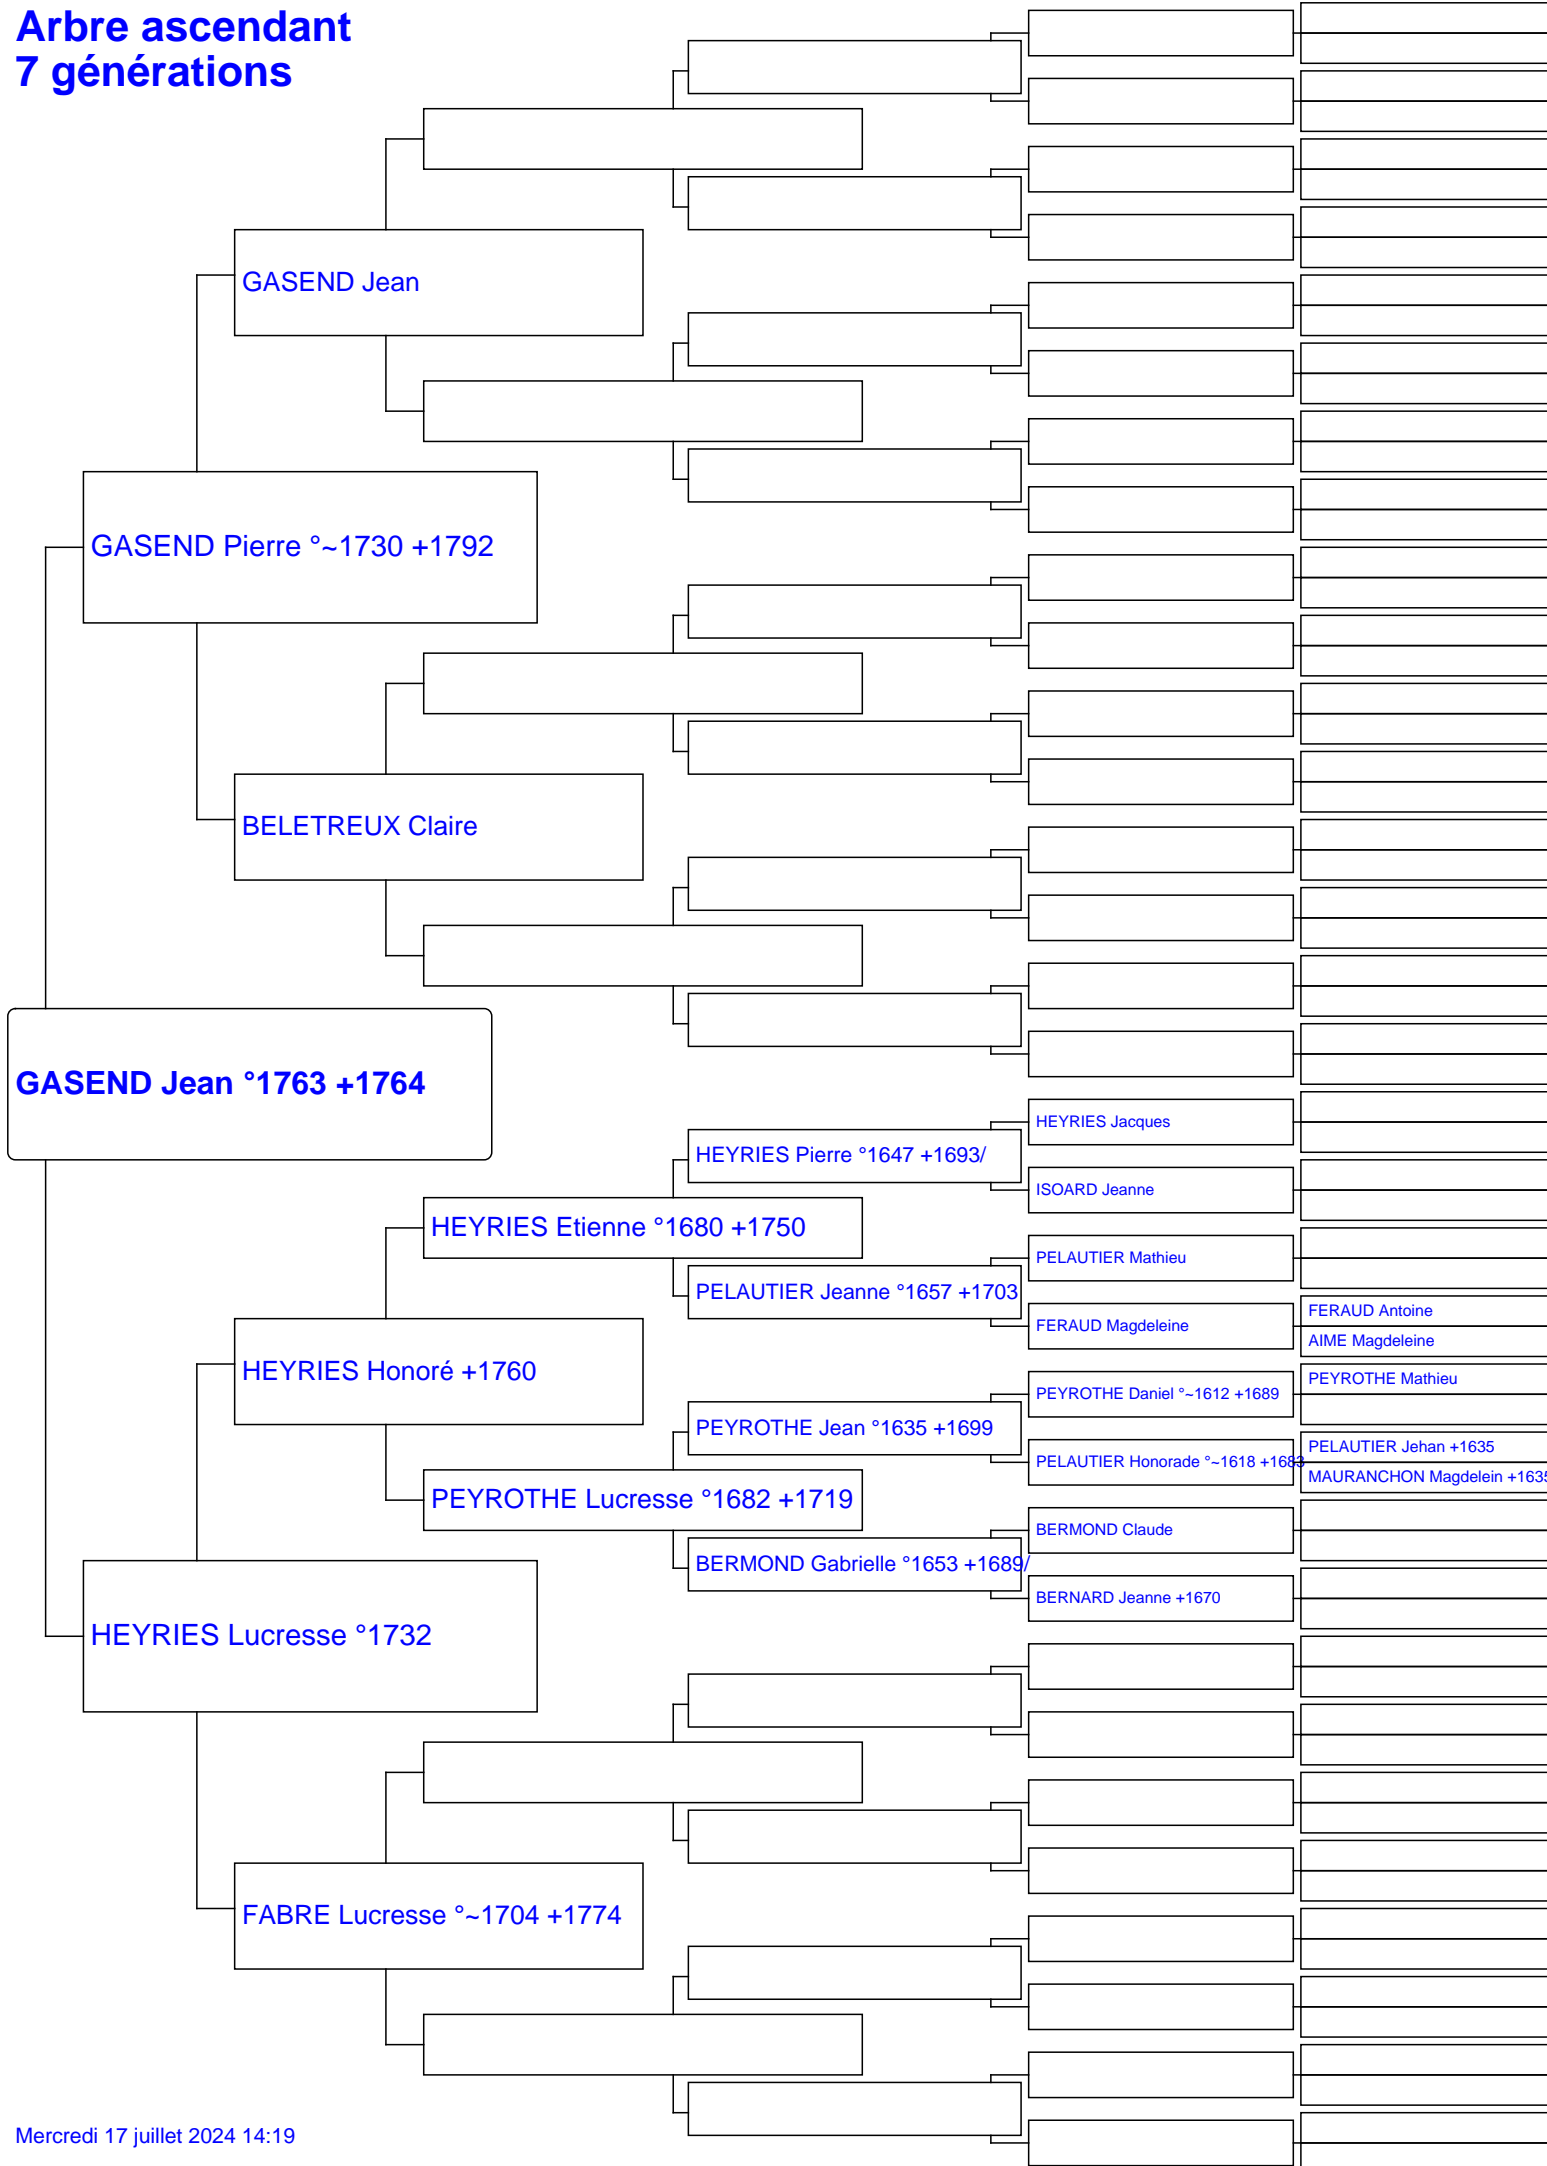 Arbre ascendant
7 générations
GASEND Jean
GASEND Pierre °~1730 +1792
BELETREUX Claire
GASEND Jean °1763 +1764
HEYRIES Jacques
HEYRIES Pierre °1647 +1693/
ISOARD Jeanne
HEYRIES Etienne °1680 +1750
PELAUTIER Mathieu
PELAUTIER Jeanne °1657 +1703
FERAUD Antoine
FERAUD Magdeleine
AIME Magdeleine
HEYRIES Honoré +1760
PEYROTHE Mathieu
PEYROTHE Daniel °~1612 +1689
PEYROTHE Jean °1635 +1699
PELAUTIER Jehan +1635
PELAUTIER Honorade °~1618 +1683
MAURANCHON Magdelein +1635
PEYROTHE Lucresse °1682 +1719
BERMOND Claude
BERMOND Gabrielle °1653 +1689/
BERNARD Jeanne +1670
HEYRIES Lucresse °1732
FABRE Lucresse °~1704 +1774
Mercredi 17 juillet 2024 14:19